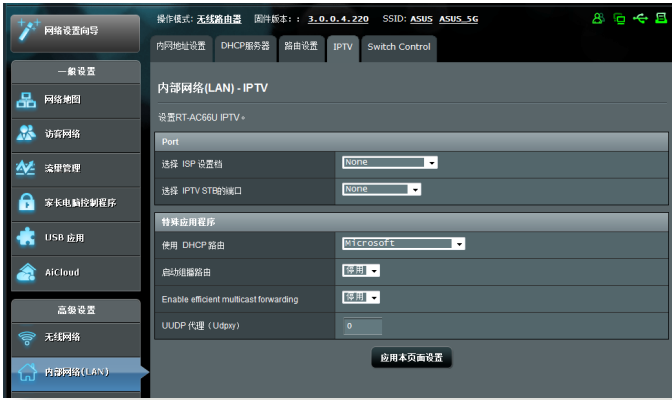 网络设置向导
操作模式: 无线路由器 固件版本: : 3.0.0.4.220 SSID: ASUS ASUS_5G
内网地址设置 DHCP服务器 路由设置 IPTV Switch Control
一般设置
网络地图
访客网络
流量管理
家长电脑控制程序
USB 应用
AiCloud
高级设置
无线网络
内部网络(LAN)
内部网络(LAN) - IPTV
设置RT-AC66U IPTV。
Port
选择 ISP 设置档 None
选择 IPTV STB的端口 None
特殊应用程序
使用 DHCP 路由 Microsoft
启动组播路由 停用
Enable efficient multicast forwarding 停用
UUDP 代理 (Udpxy) 0
应用本页面设置